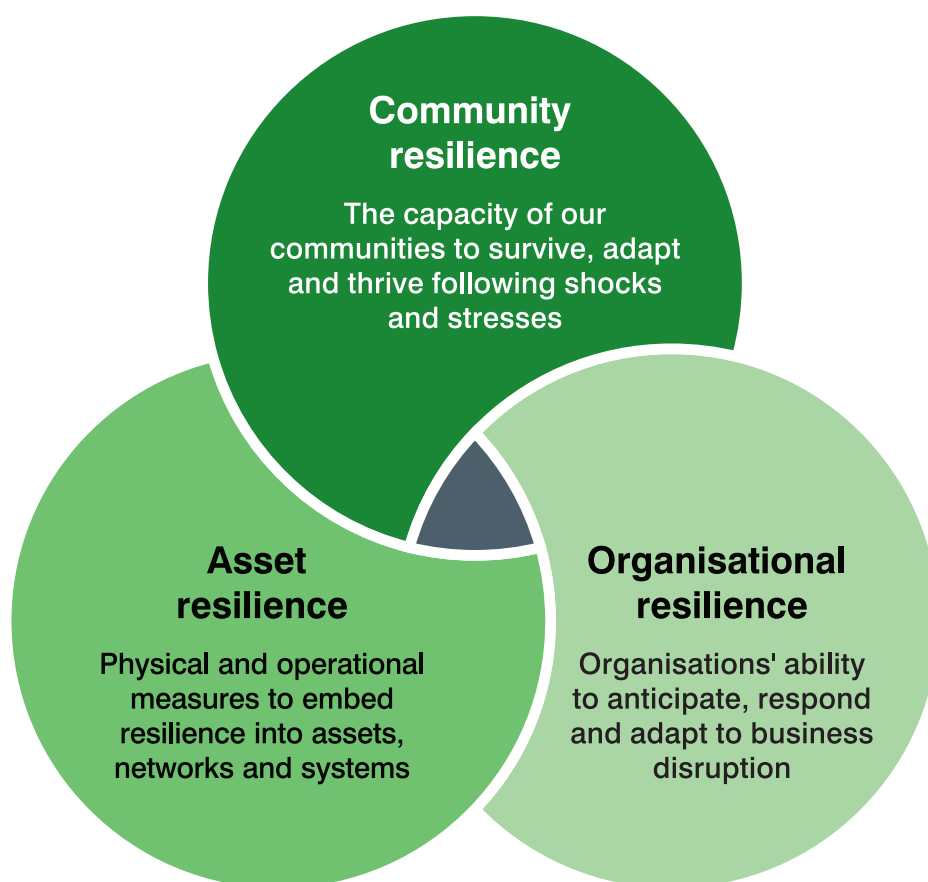 Community
resilience
The capacity of our
communities to survive, adapt
and thrive following shocks
and stresses
Asset
resilience
Physical and operational
measures to embed
resilience into assets,
networks and systems
Organisational
resilience
Organisations' ability
to anticipate, respond
and adapt to business
disruption